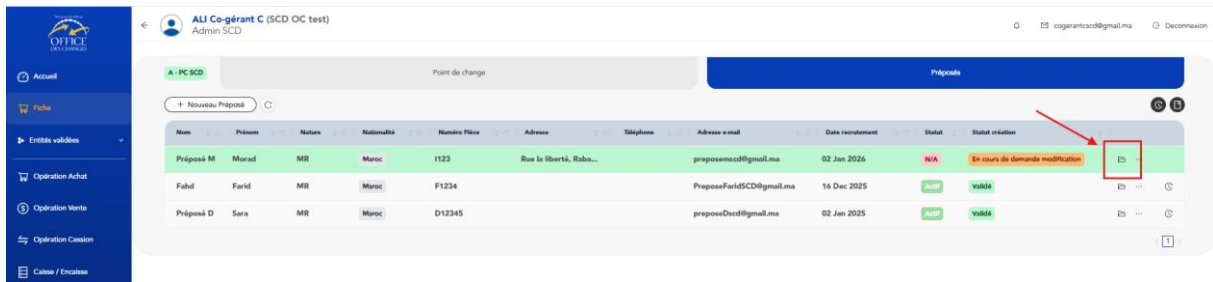 OFFICE
DES CHANGES
ALI Co-gérant C (SCD OC test)
Admin SCD
cogerantcscd@gmail.ma
Deconnexion
Accueil
Fiche
Entités validées
Opération Achat
Opération Vente
Opération Cession
Caisse / Encaisse
A - PC SCD
Point de change
Préposés
+ Nouveau Préposé
Nom Prénom Nature Nationalité Numéro Pièce Adresse Téléphone Adresse e-mail Date recrutement Statut Statut création
Préposé M Morad MR Maroc I123 Rue la liberté, Raba... preposemscd@gmail.ma 02 Jan 2026 N/A En cours de demande modification ...
Fahd Farid MR Maroc F1234 PreposeFaridSCD@gmail.ma 16 Dec 2025 Actif Validé ...
Préposé D Sara MR Maroc D12345 preposeDscd@gmail.ma 02 Jan 2025 Actif Validé ...
< 1 >